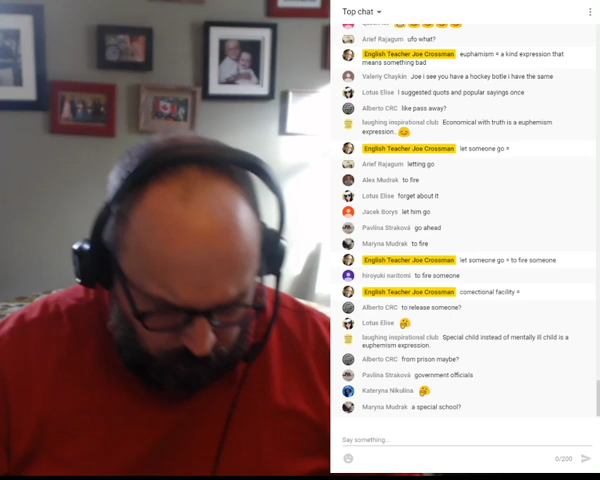 Top chat
Arief Rajagum ufo what?
English Teacher Joe Crossman euphamism = a kind expression that
means something bad
Valeriy Chaykin Joe i see you have a hockey botle i have the same
Lotus Elise I suggested quots and popular sayings once
Alberto CRC like pass away?
laughing inspirational club Economical with truth is a euphemism
expression..
English Teacher Joe Crossman let someone go =
Arief Rajagum letting go
Alex Mudrak to fire
Lotus Elise forget about it
Jacek Borys let him go
Pavlína Straková go ahead
Maryna Mudrak to fire
English Teacher Joe Crossman let someone go = to fire someone
hiroyuki naritomi to fire someone
English Teacher Joe Crossman correctional facility =
Alberto CRC to release someone?
Lotus Elise
laughing inspirational club Special child instead of mentally ill child is a
euphemism expression.
Alberto CRC from prison maybe?
Pavlína Straková government officials
Kateryna Nikulina
Maryna Mudrak a special school?
Say something...
0/200